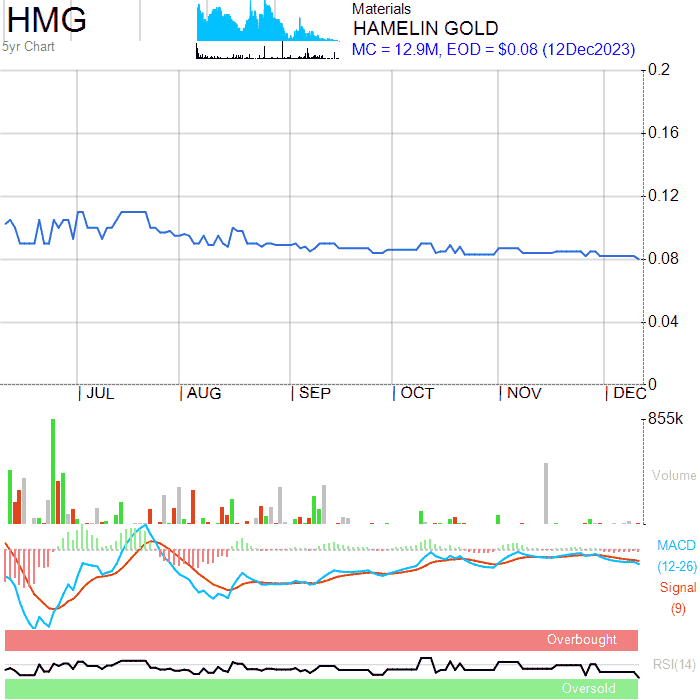 HMG
5yr Chart
Materials
HAMELIN GOLD
MC = 12.9M, EOD = $0.08 (12Dec2023)
0.2
0.16
0.12
0.08
0.04
0
| JUL | AUG | SEP | OCT | NOV | DEC
855k
Volume
MACD
(12-26)
Signal
(9)
Overbought
RSI(14)
Oversold